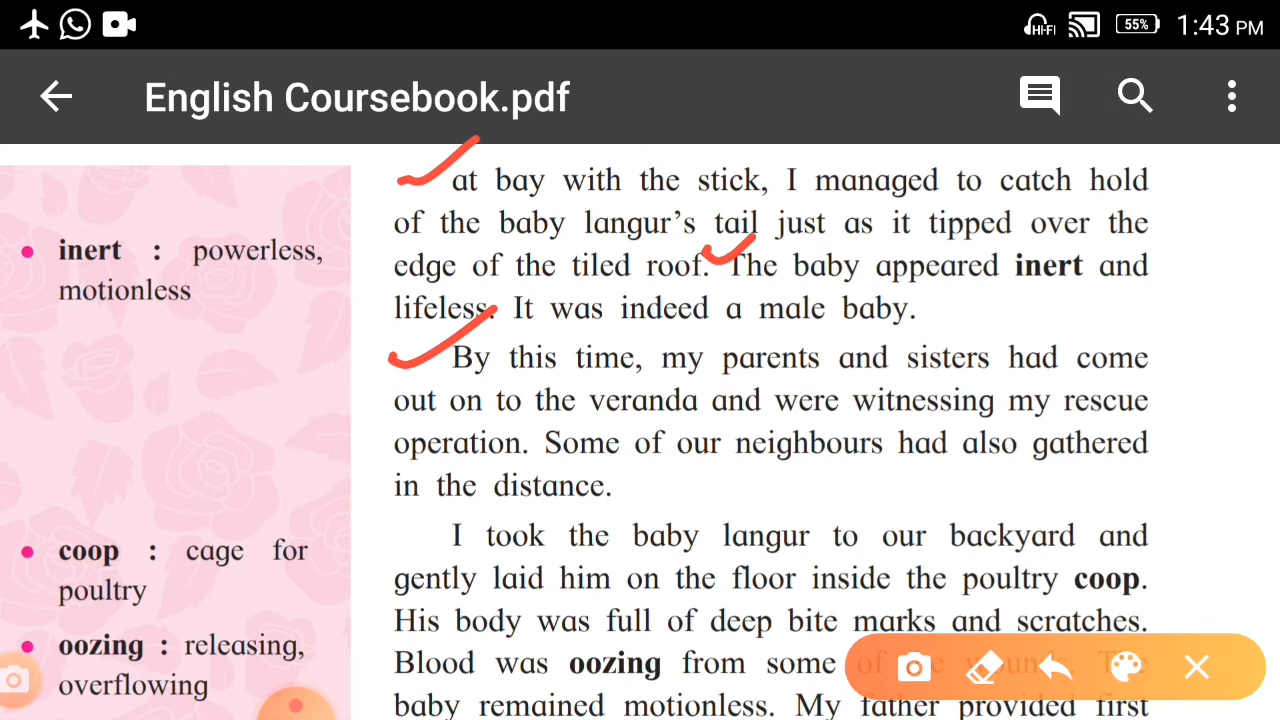 HI-FI 55% 1:43 PM
English Coursebook.pdf
inert : powerless,
motionless
coop : cage for
poultry
oozing : releasing,
overflowing
at bay with the stick, I managed to catch hold
of the baby langur’s tail just as it tipped over the
edge of the tiled roof. The baby appeared inert and
lifeless. It was indeed a male baby.
By this time, my parents and sisters had come
out on to the veranda and were witnessing my rescue
operation. Some of our neighbours had also gathered
in the distance.
I took the baby langur to our backyard and
gently laid him on the floor inside the poultry coop.
His body was full of deep bite marks and scratches.
Blood was oozing from some of the wounds. The
baby remained motionless. My father provided first